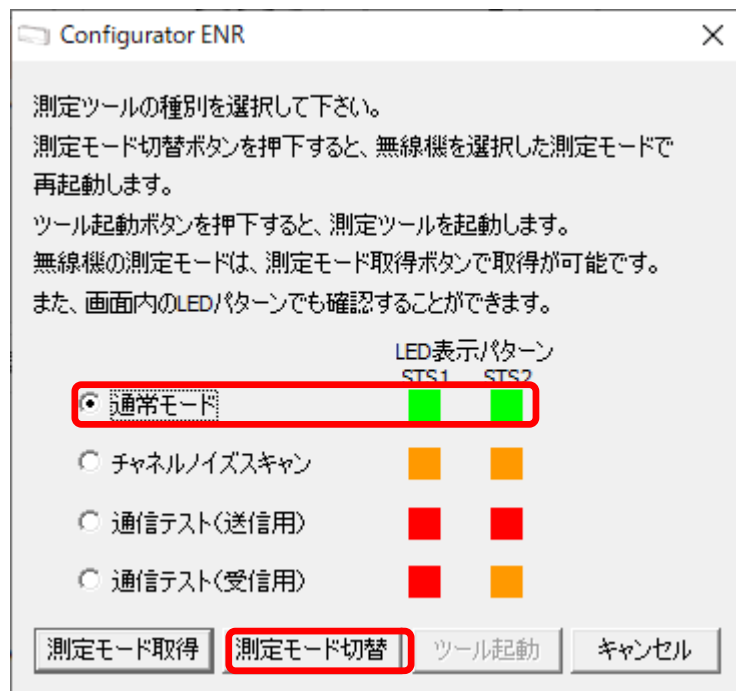 Configurator ENR
測定ツールの種別を選択して下さい。
測定モード切替ボタンを押下すると、無線機を選択した測定モードで
再起動します。
ツール起動ボタンを押下すると、測定ツールを起動します。
無線機の測定モードは、測定モード取得ボタンで取得が可能です。
また、画面内のLEDパターンでも確認することができます。
LED表示パターン
STS1 STS2
通常モード
チャネルノイズスキャン
通信テスト(送信用)
通信テスト(受信用)
測定モード取得 測定モード切替 ツール起動 キャンセル